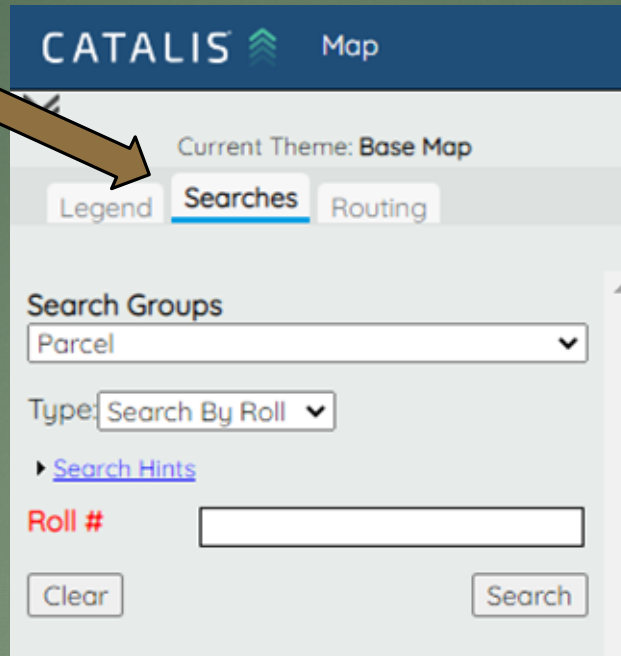 CATALIS Map
Current Theme: Base Map
Legend Searches Routing
Search Groups
Parcel
Type: Search By Roll
Search Hints
Roll #
Clear Search